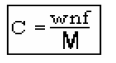 C = wnf/M